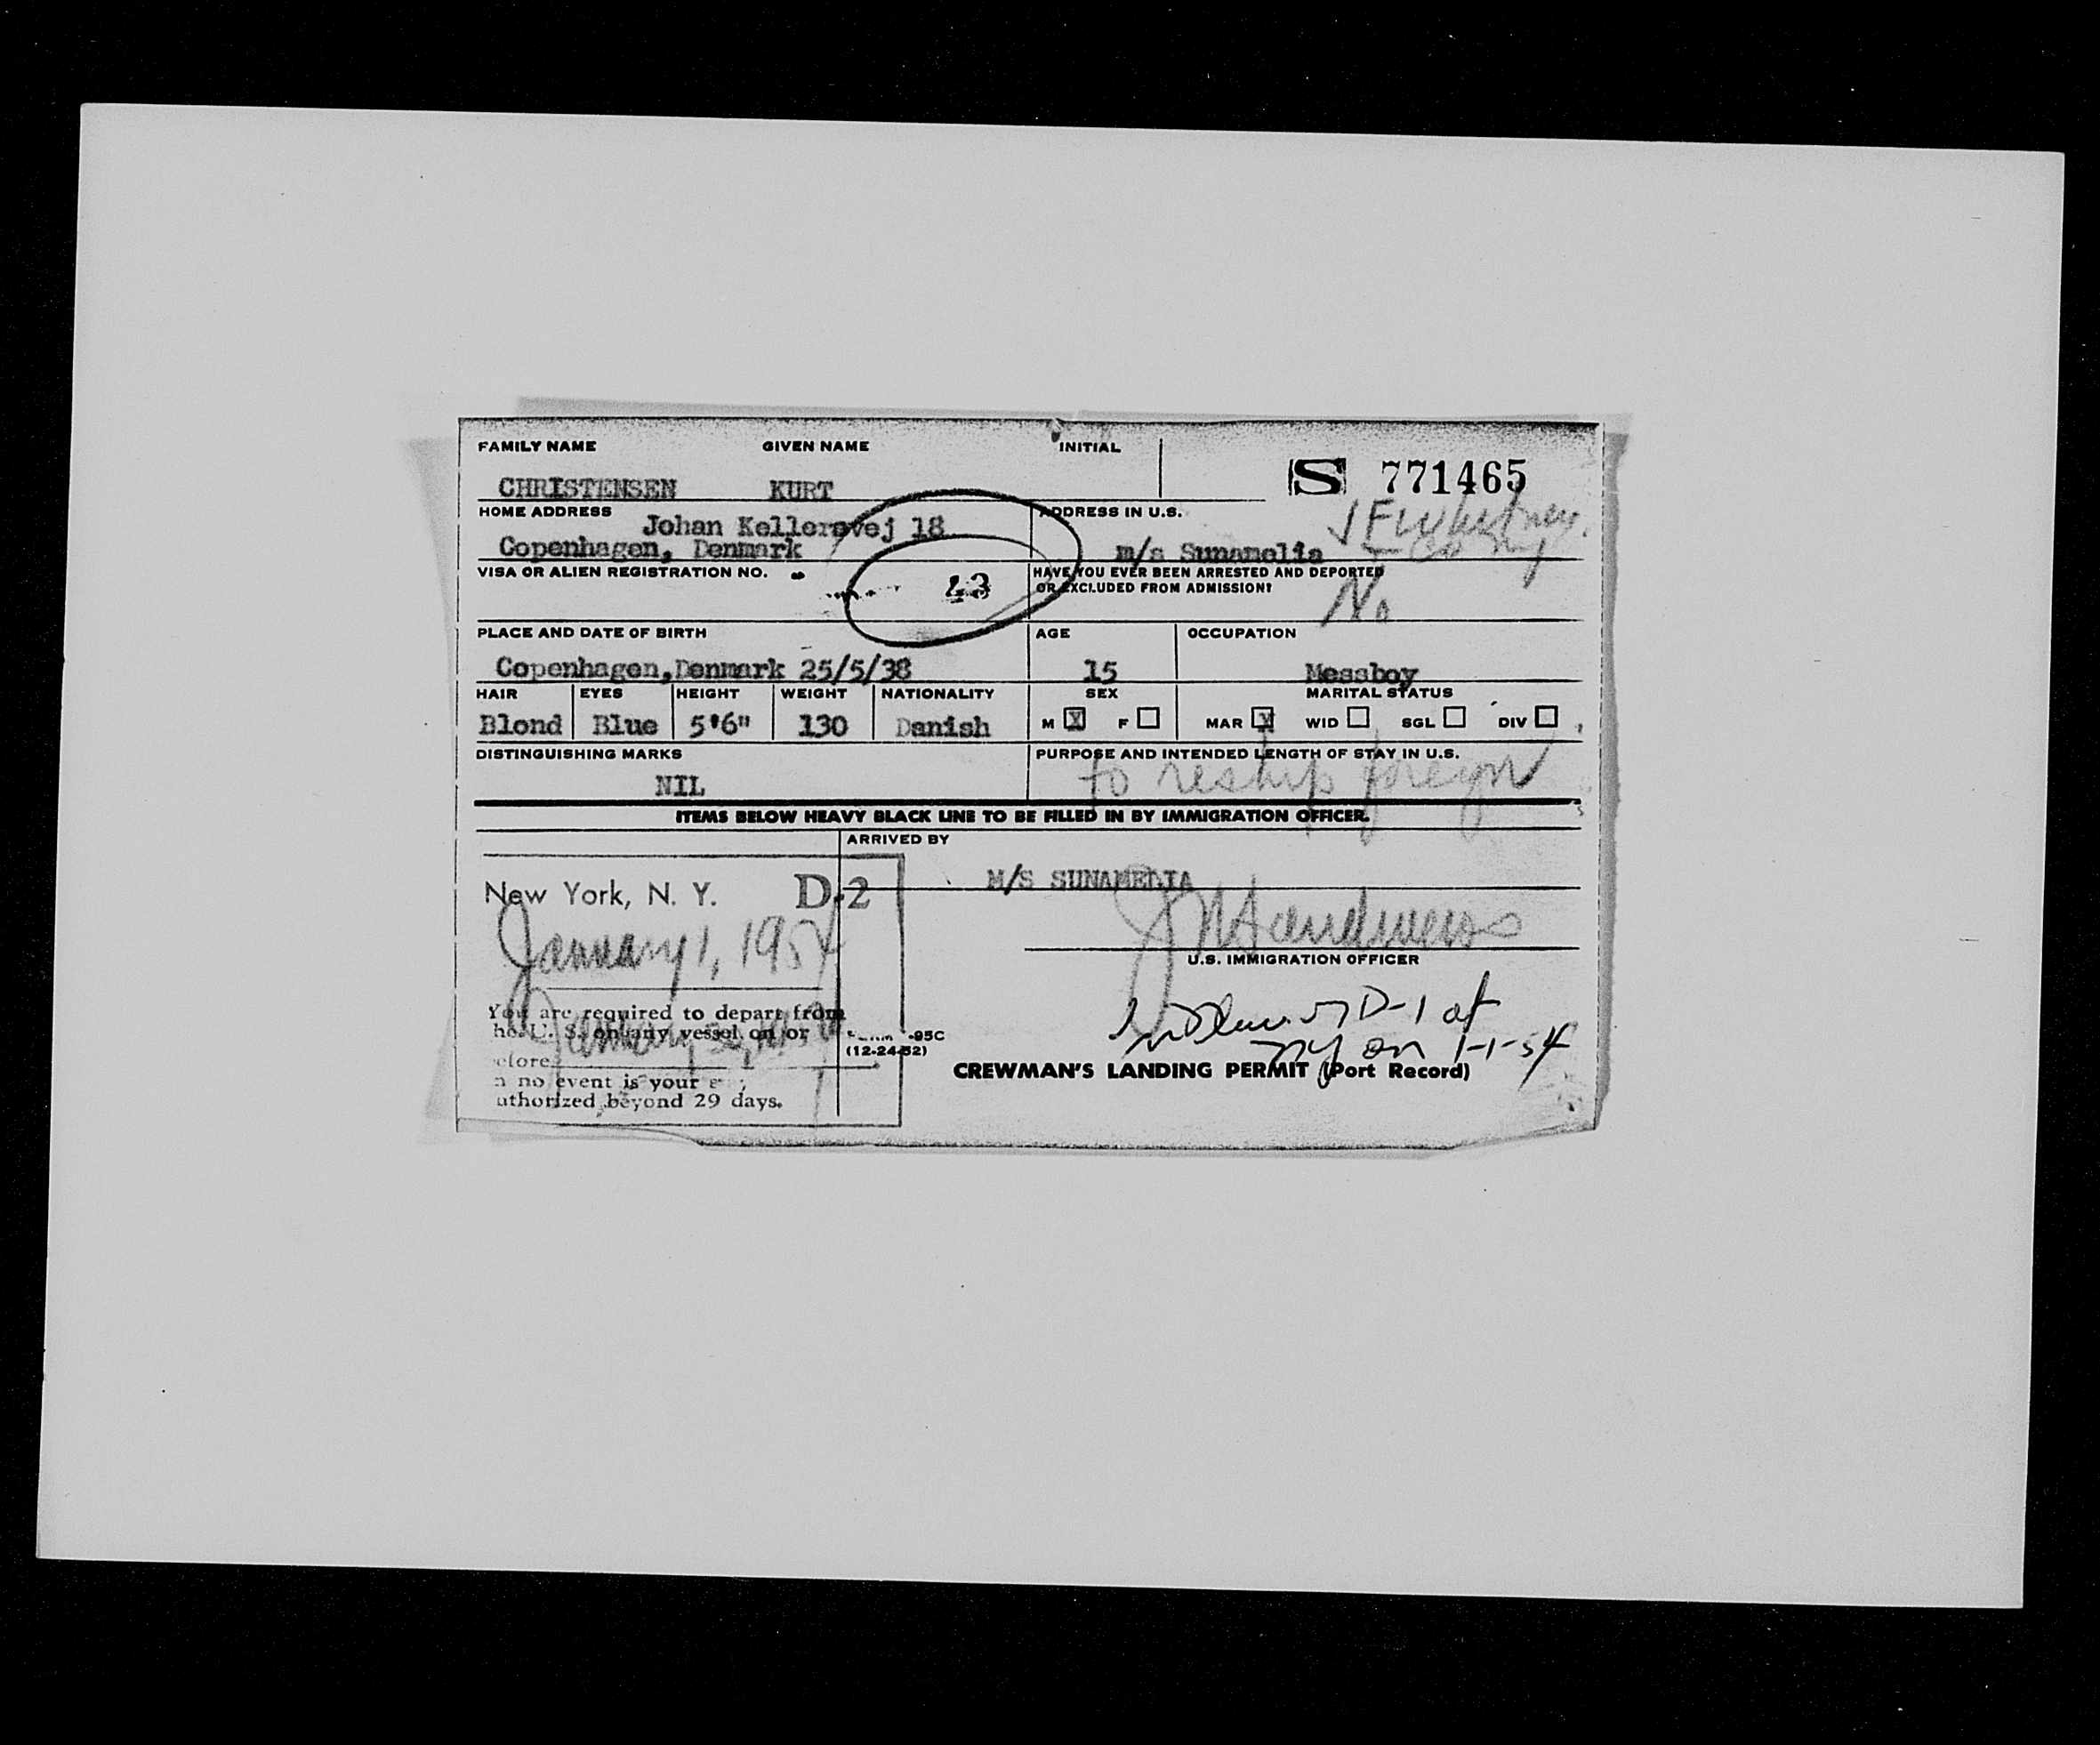 FAMILY NAME GIVEN NAME INITIAL
S 771465
CHRISTENSEN KURT
HOME ADDRESS ADDRESS IN U.S.
Johan Kellersvej 18
Copenhagen, Denmark m/s Sunamelia
VISA OR ALIEN REGISTRATION NO. 43
HAVE YOU EVER BEEN ARRESTED AND DEPORTED
OR EXCLUDED FROM ADMISSION? No
PLACE AND DATE OF BIRTH AGE OCCUPATION
Copenhagen, Denmark 25/5/38 15 Messboy
HAIR EYES HEIGHT WEIGHT NATIONALITY SEX MARITAL STATUS
Blond Blue 5'6" 130 Danish M X F MAR X WID SGL DIV
DISTINGUISHING MARKS PURPOSE AND INTENDED LENGTH OF STAY IN U.S.
NIL to reship foreign
ITEMS BELOW HEAVY BLACK LINE TO BE FILLED IN BY IMMIGRATION OFFICER.
ARRIVED BY
M/S SUNAMELIA
New York, N. Y. D-2
January 1, 1954
U.S. IMMIGRATION OFFICER
You are required to depart from
he U. S. on any vessel on or
efore
n no event is your
uthorized beyond 29 days.
D-1 at
NY on 1-1-54
-95C
(12-24-52)
CREWMAN'S LANDING PERMIT (Port Record)